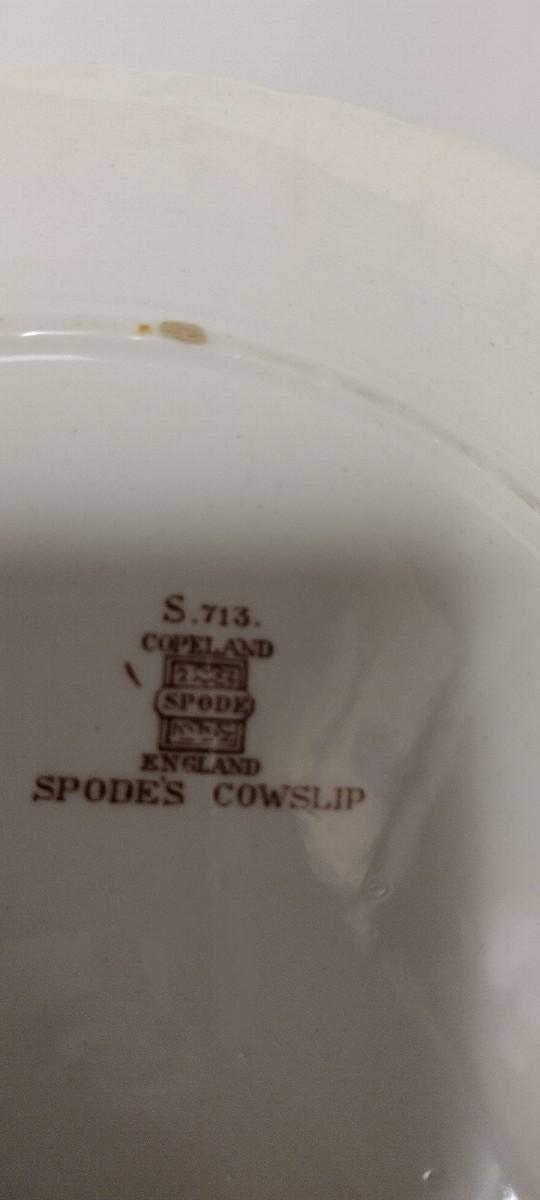 S.713.
COPELAND
SPODE
ENGLAND
SPODE'S COWSLIP